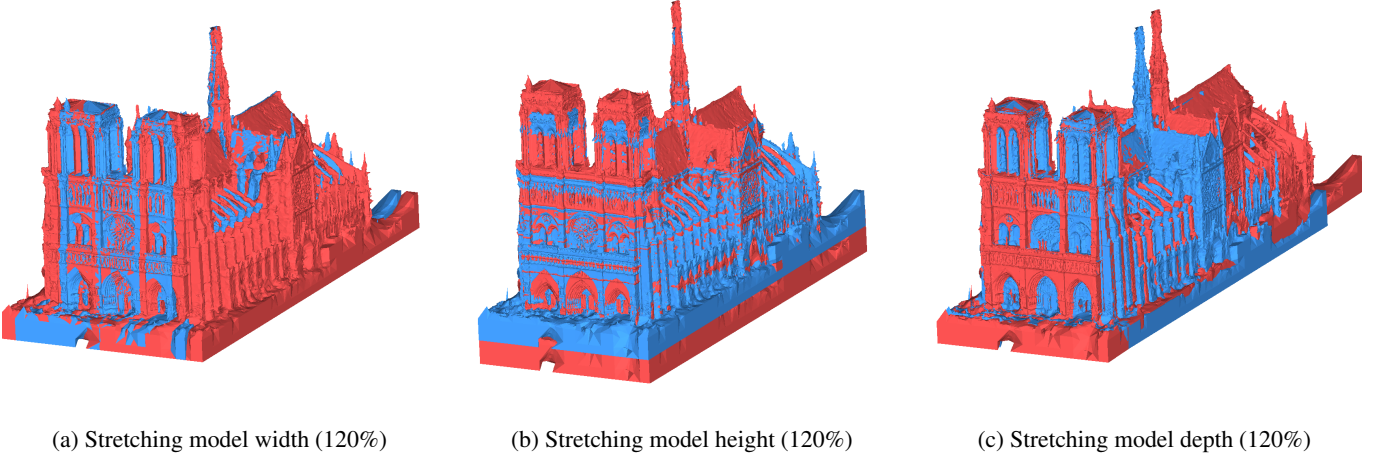 (a) Stretching model width (120%)
(b) Stretching model height (120%)
(c) Stretching model depth (120%)